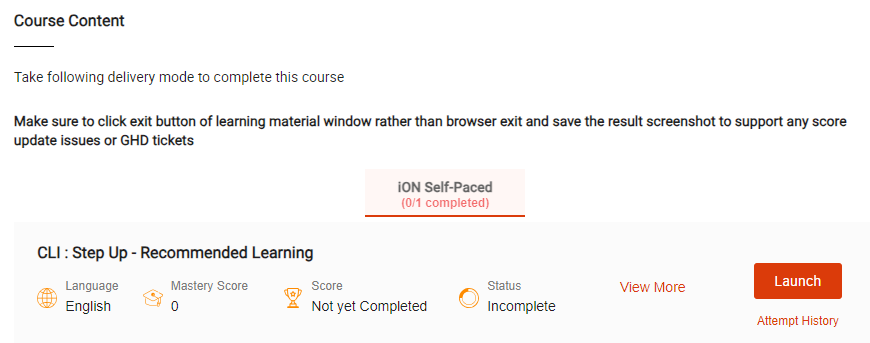 Course Content
Take following delivery mode to complete this course
Make sure to click exit button of learning material window rather than browser exit and save the result screenshot to support any score
update issues or GHD tickets
iON Self-Paced
(0/1 completed)
CLI : Step Up - Recommended Learning
Language Mastery Score Score Status
English 0 Not yet Completed Incomplete
View More
Launch
Attempt History